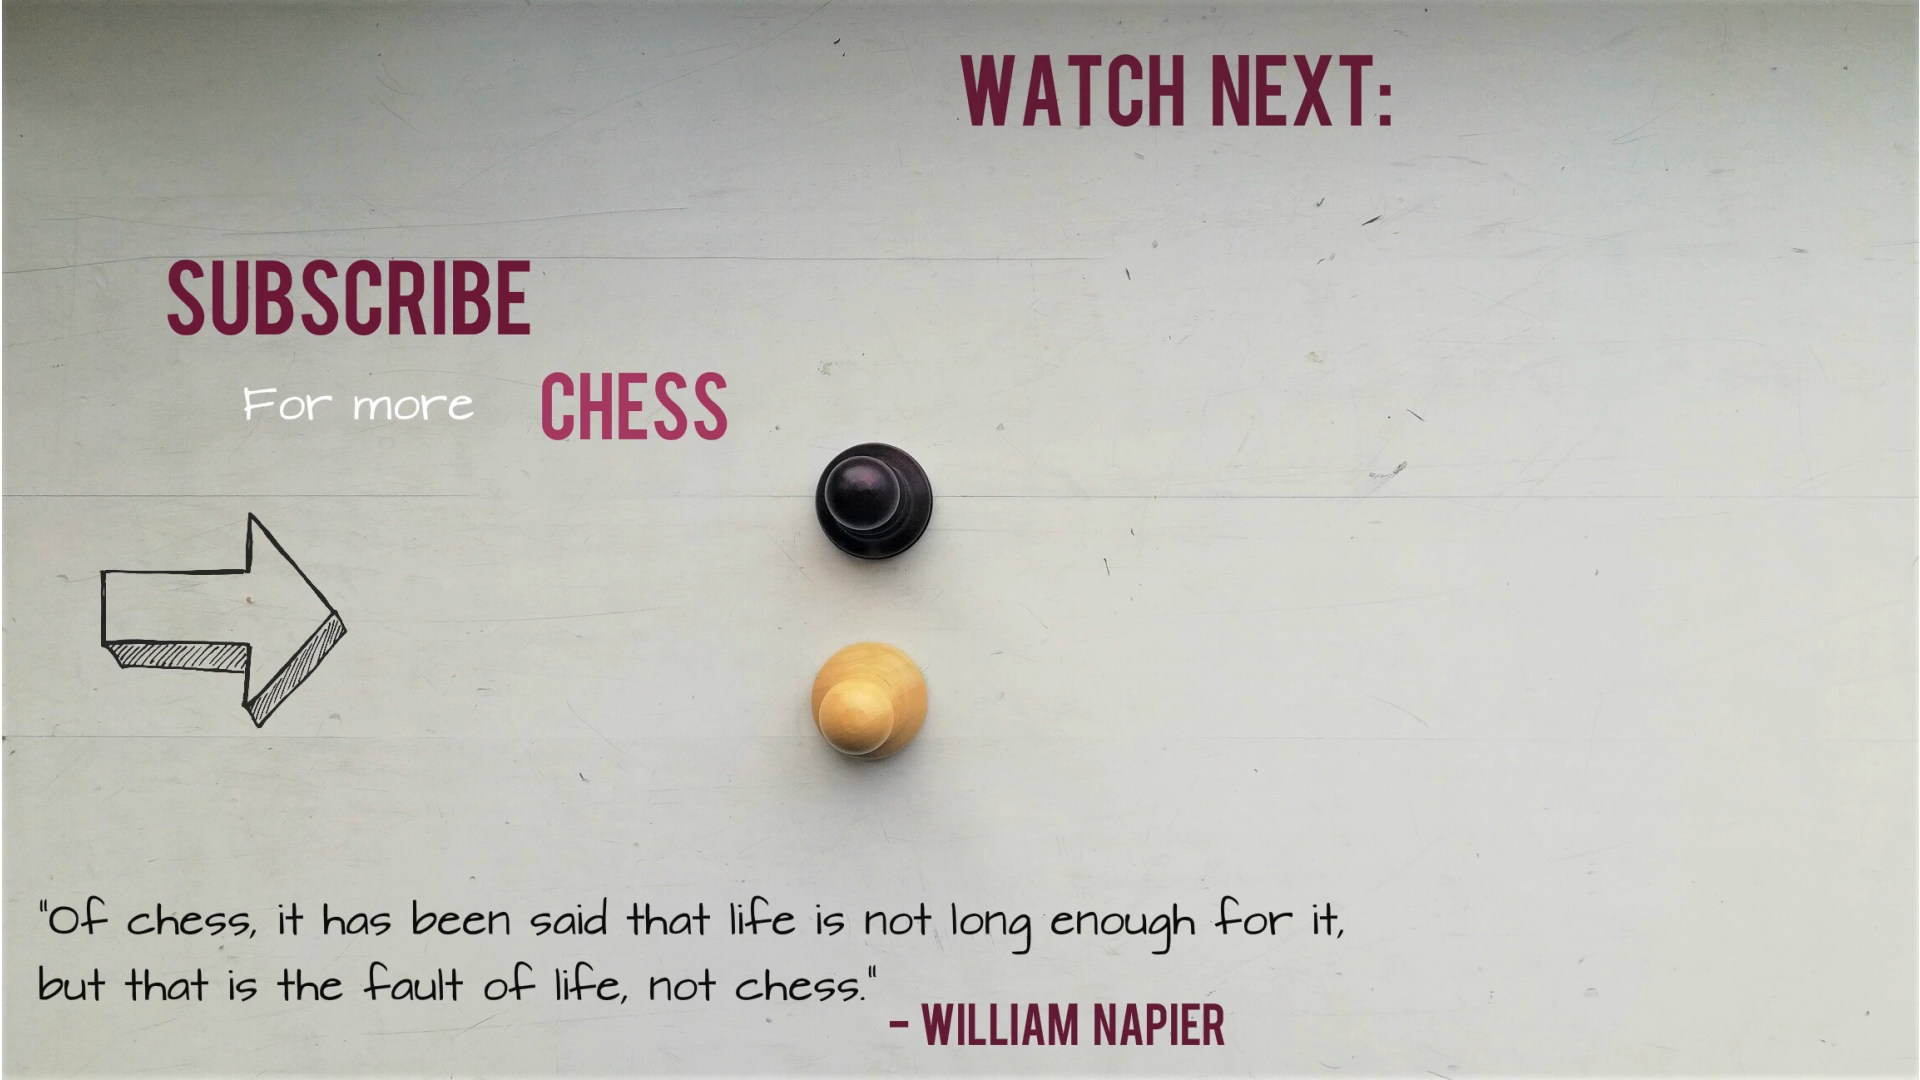 WATCH NEXT:
SUBSCRIBE
For more CHESS
"Of chess, it has been said that life is not long enough for it,
but that is the fault of life, not chess."
- WILLIAM NAPIER